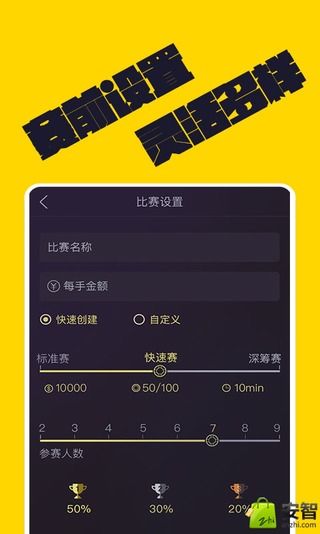 赛前设置
灵活多样
比赛设置
比赛名称
每手金额
快速创建 自定义
标准赛 快速赛 深筹赛
10000 50/100 10min
2 3 4 5 6 7 8 9
参赛人数
50% 30% 20%
安智
zhi
zhi.com